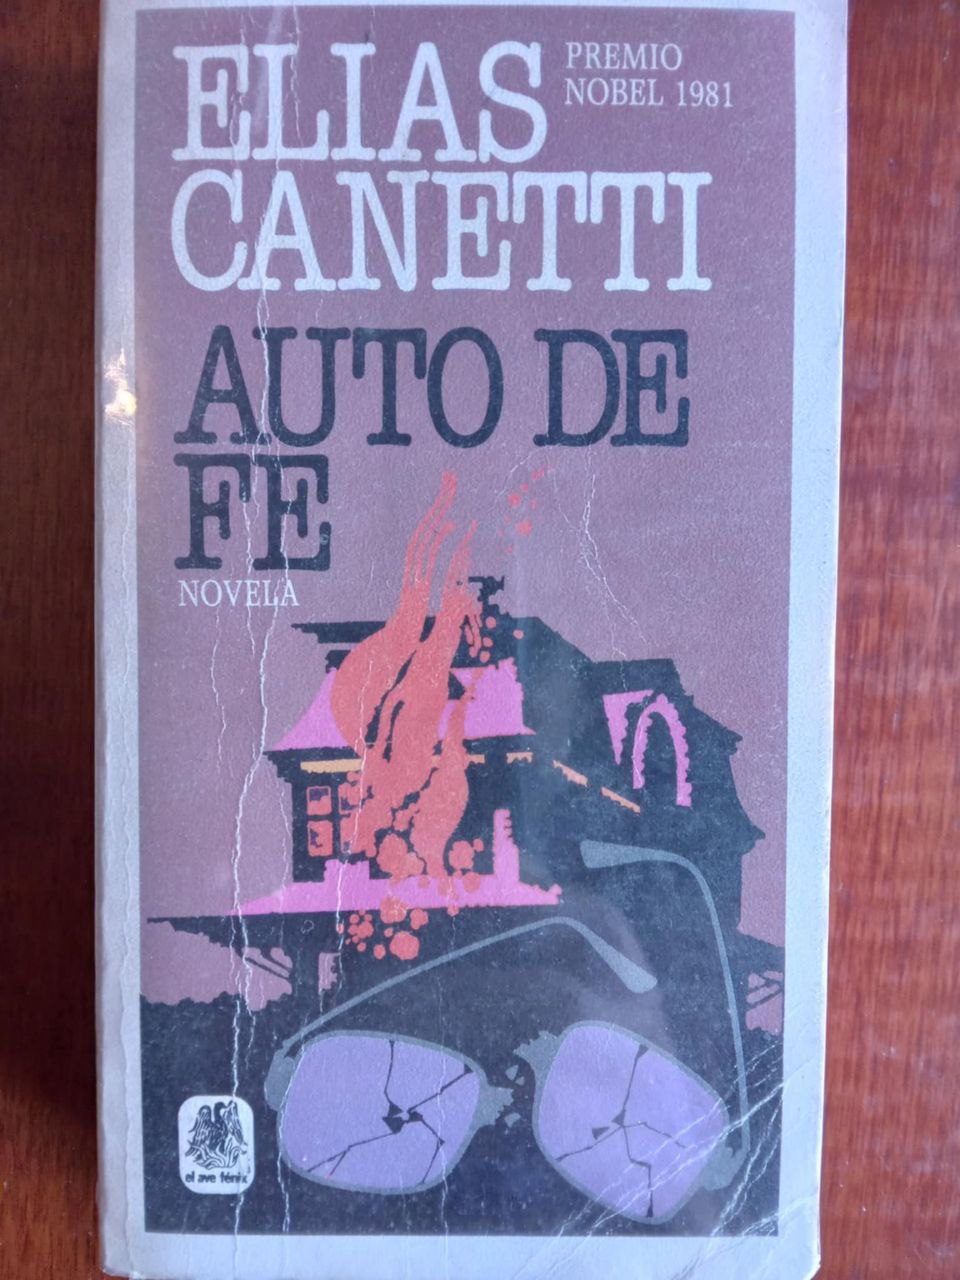 ELIAS
PREMIO
NOBEL 1981
CANETTI
AUTO DE
FE
NOVELA
el ave fénix